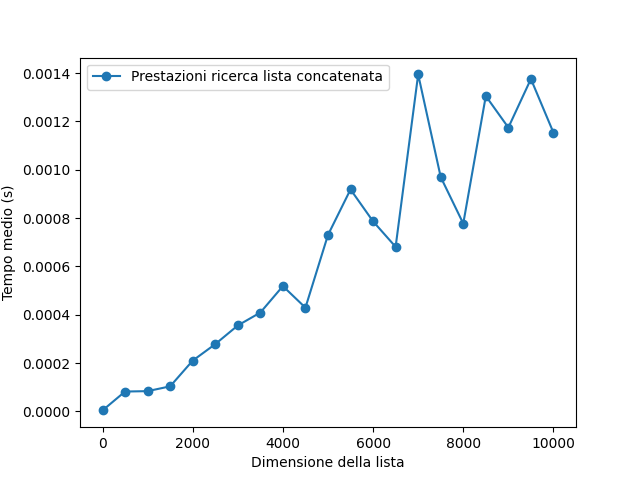 Prestazioni ricerca lista concatenata
Tempo medio (s)
0.0014
0.0012
0.0010
0.0008
0.0006
0.0004
0.0002
0.0000
0 2000 4000 6000 8000 10000
Dimensione della lista